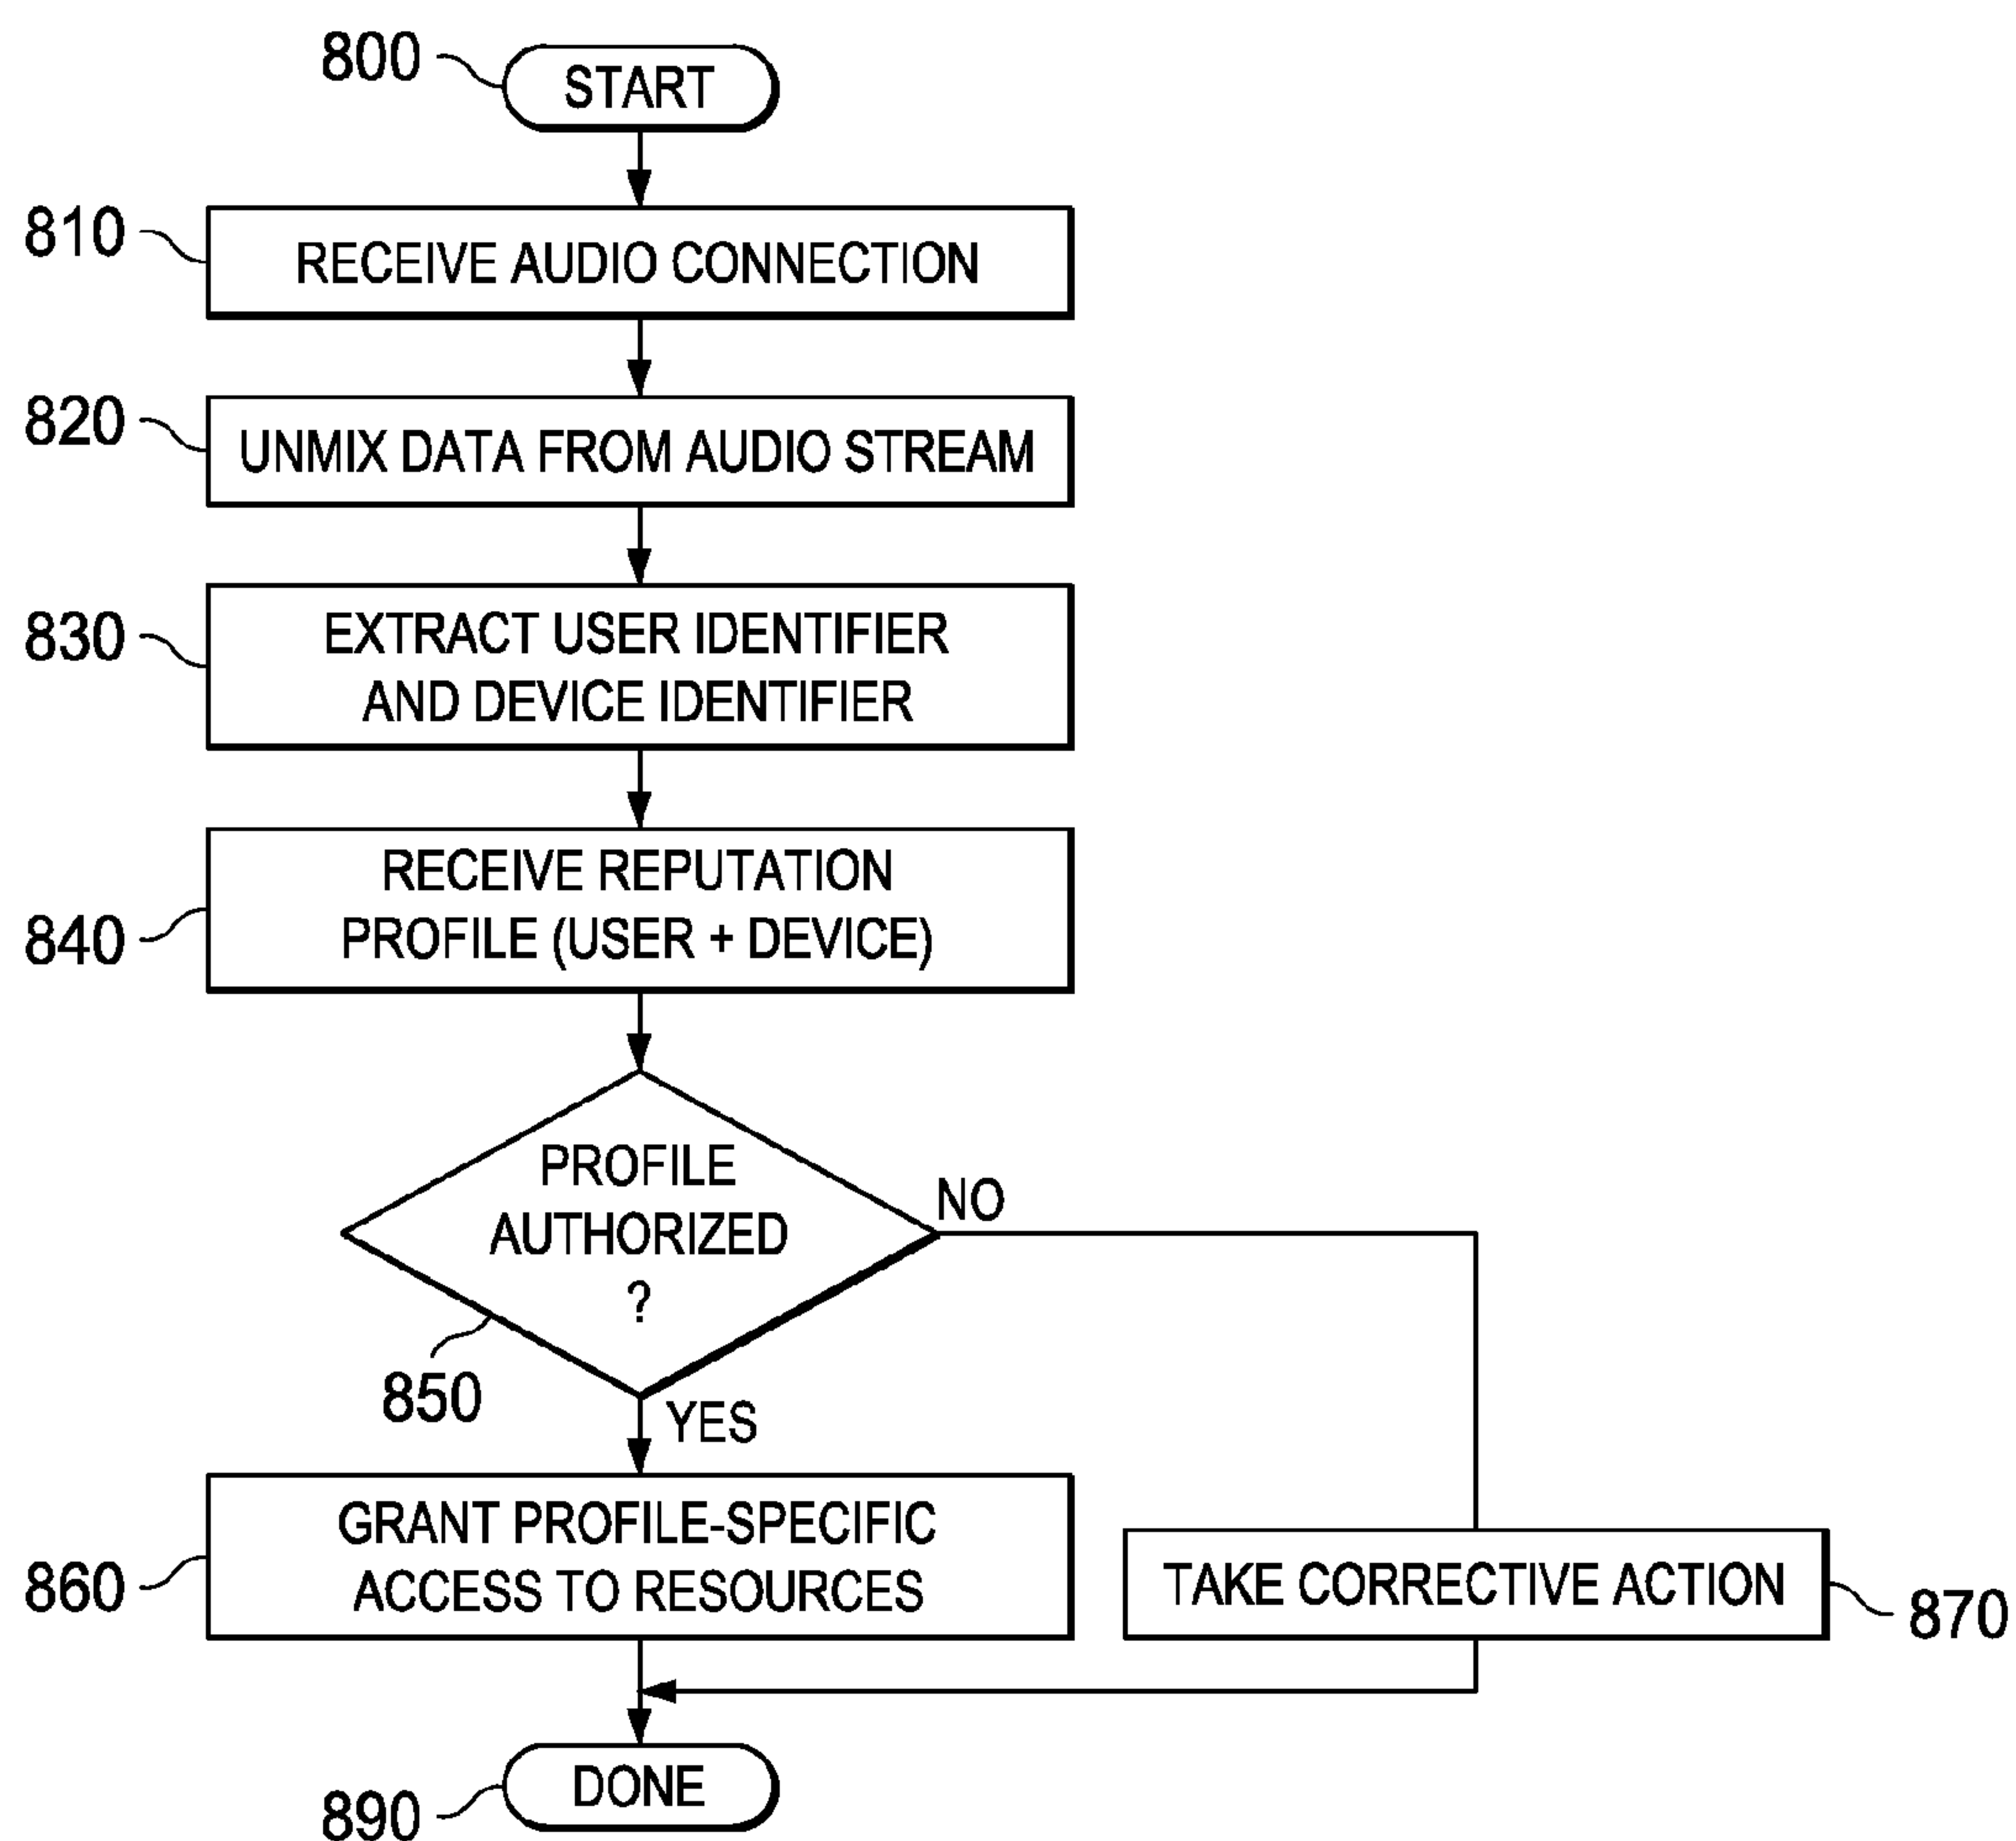 800
START
810
RECEIVE AUDIO CONNECTION
820
UNMIX DATA FROM AUDIO STREAM
830
EXTRACT USER IDENTIFIER
AND DEVICE IDENTIFIER
840
RECEIVE REPUTATION
PROFILE (USER + DEVICE)
PROFILE
AUTHORIZED
?
850
NO
YES
860
GRANT PROFILE-SPECIFIC
ACCESS TO RESOURCES
TAKE CORRECTIVE ACTION
870
890
DONE